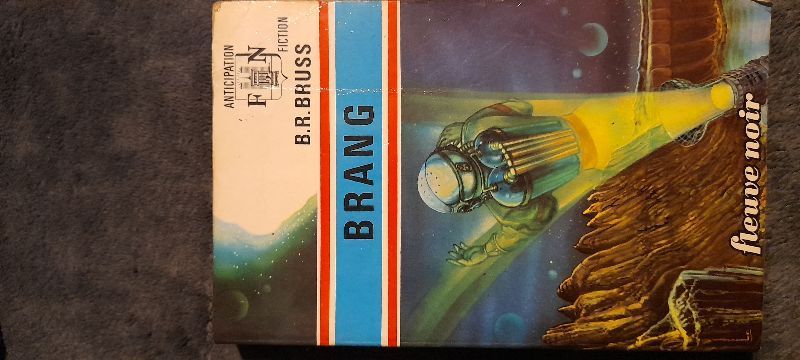 ANTICIPATION
FN
FICTION
B.R.BRUSS
BRANG
fleuve noir